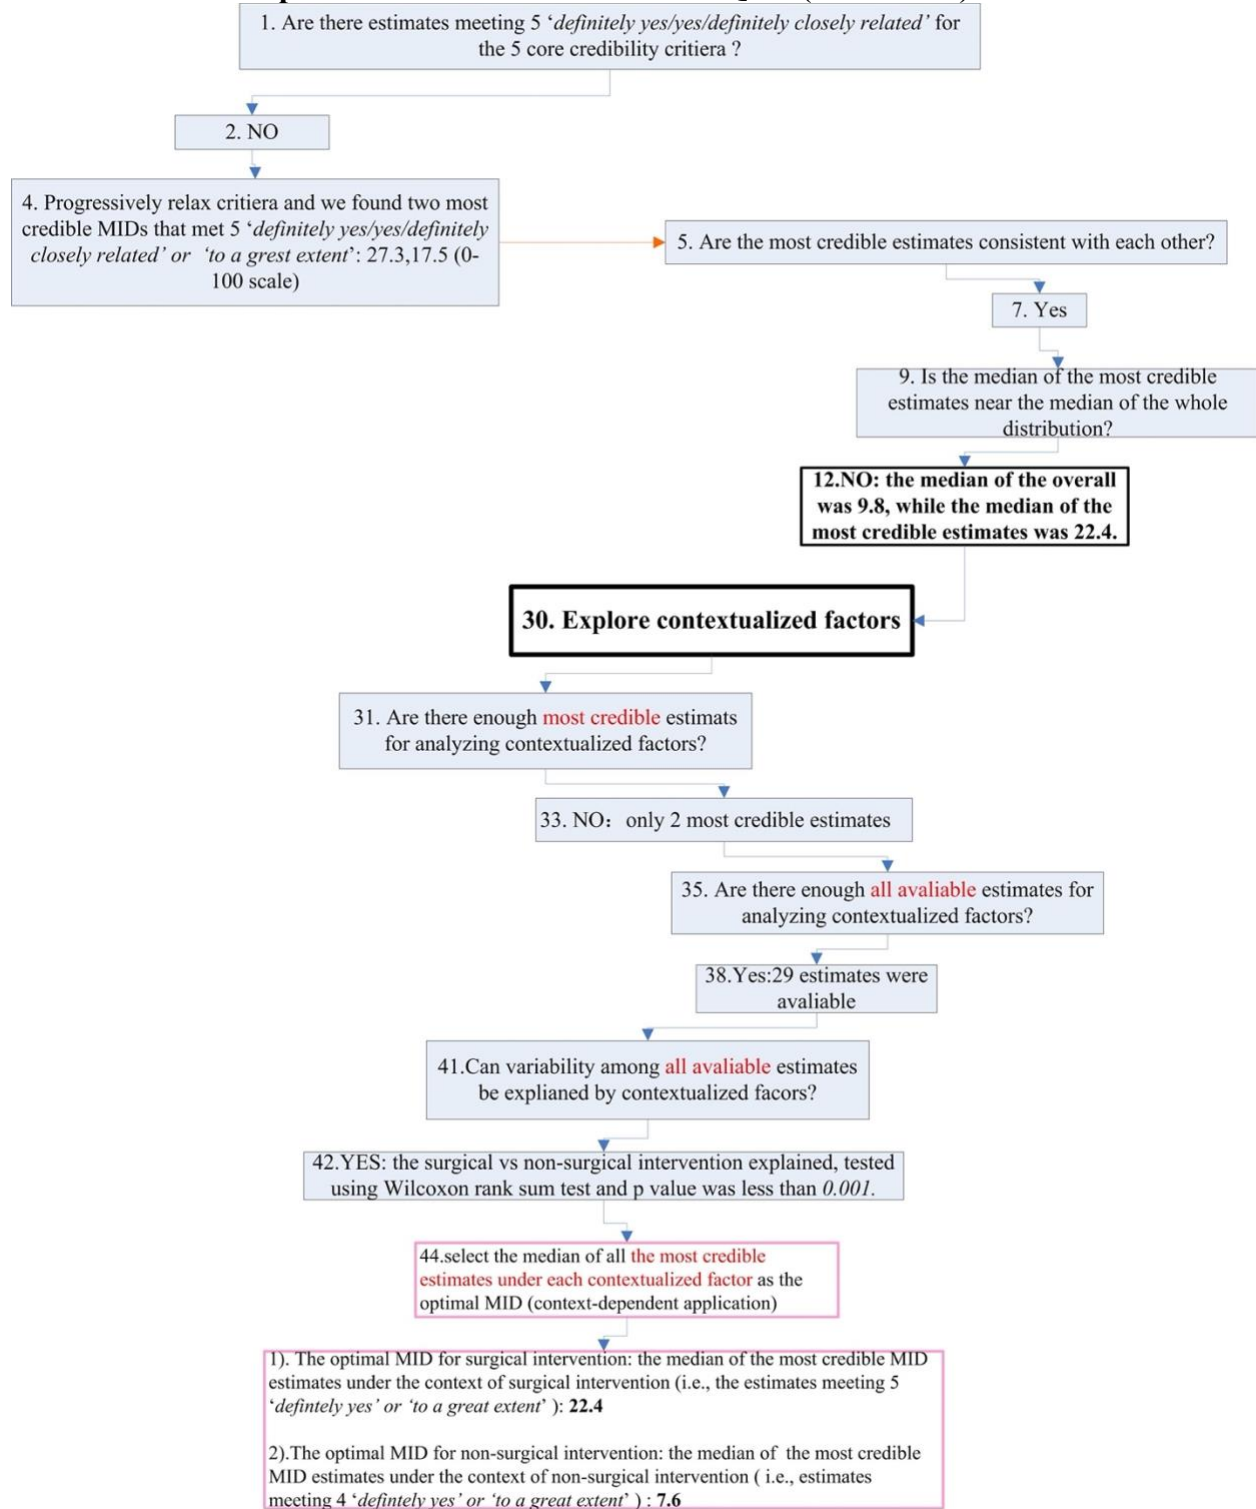 1. Are there estimates meeting 5 ‘definitely yes/yes/definitely closely related’ for
the 5 core credibility critiera ?
2. NO
4. Progressively relax critiera and we found two most
credible MIDs that met 5 ‘definitely yes/yes/definitely
closely related’ or ‘to a grest extent’: 27.3,17.5 (0-
100 scale)
5. Are the most credible estimates consistent with each other?
7. Yes
9. Is the median of the most credible
estimates near the median of the whole
distribution?
12.NO: the median of the overall
was 9.8, while the median of the
most credible estimates was 22.4.
30. Explore contextualized factors
31. Are there enough most credible estimats
for analyzing contextualized factors?
33. NO：only 2 most credible estimates
35. Are there enough all avaliable estimates for
analyzing contextualized factors?
38.Yes:29 estimates were
avaliable
41.Can variability among all avaliable estimates
be explianed by contextualized facors?
42.YES: the surgical vs non-surgical intervention explained, tested
using Wilcoxon rank sum test and p value was less than 0.001.
44.select the median of all the most credible
estimates under each contextualized factor as the
optimal MID (context-dependent application)
1). The optimal MID for surgical intervention: the median of the most credible MID
estimates under the context of surgical intervention (i.e., the estimates meeting 5
‘defintely yes’ or ‘to a great extent’ ): 22.4
2).The optimal MID for non-surgical intervention: the median of the most credible
MID estimates under the context of non-surgical intervention ( i.e., estimates
meeting 4 ‘defintely yes’ or ‘to a great extent’ ) : 7.6